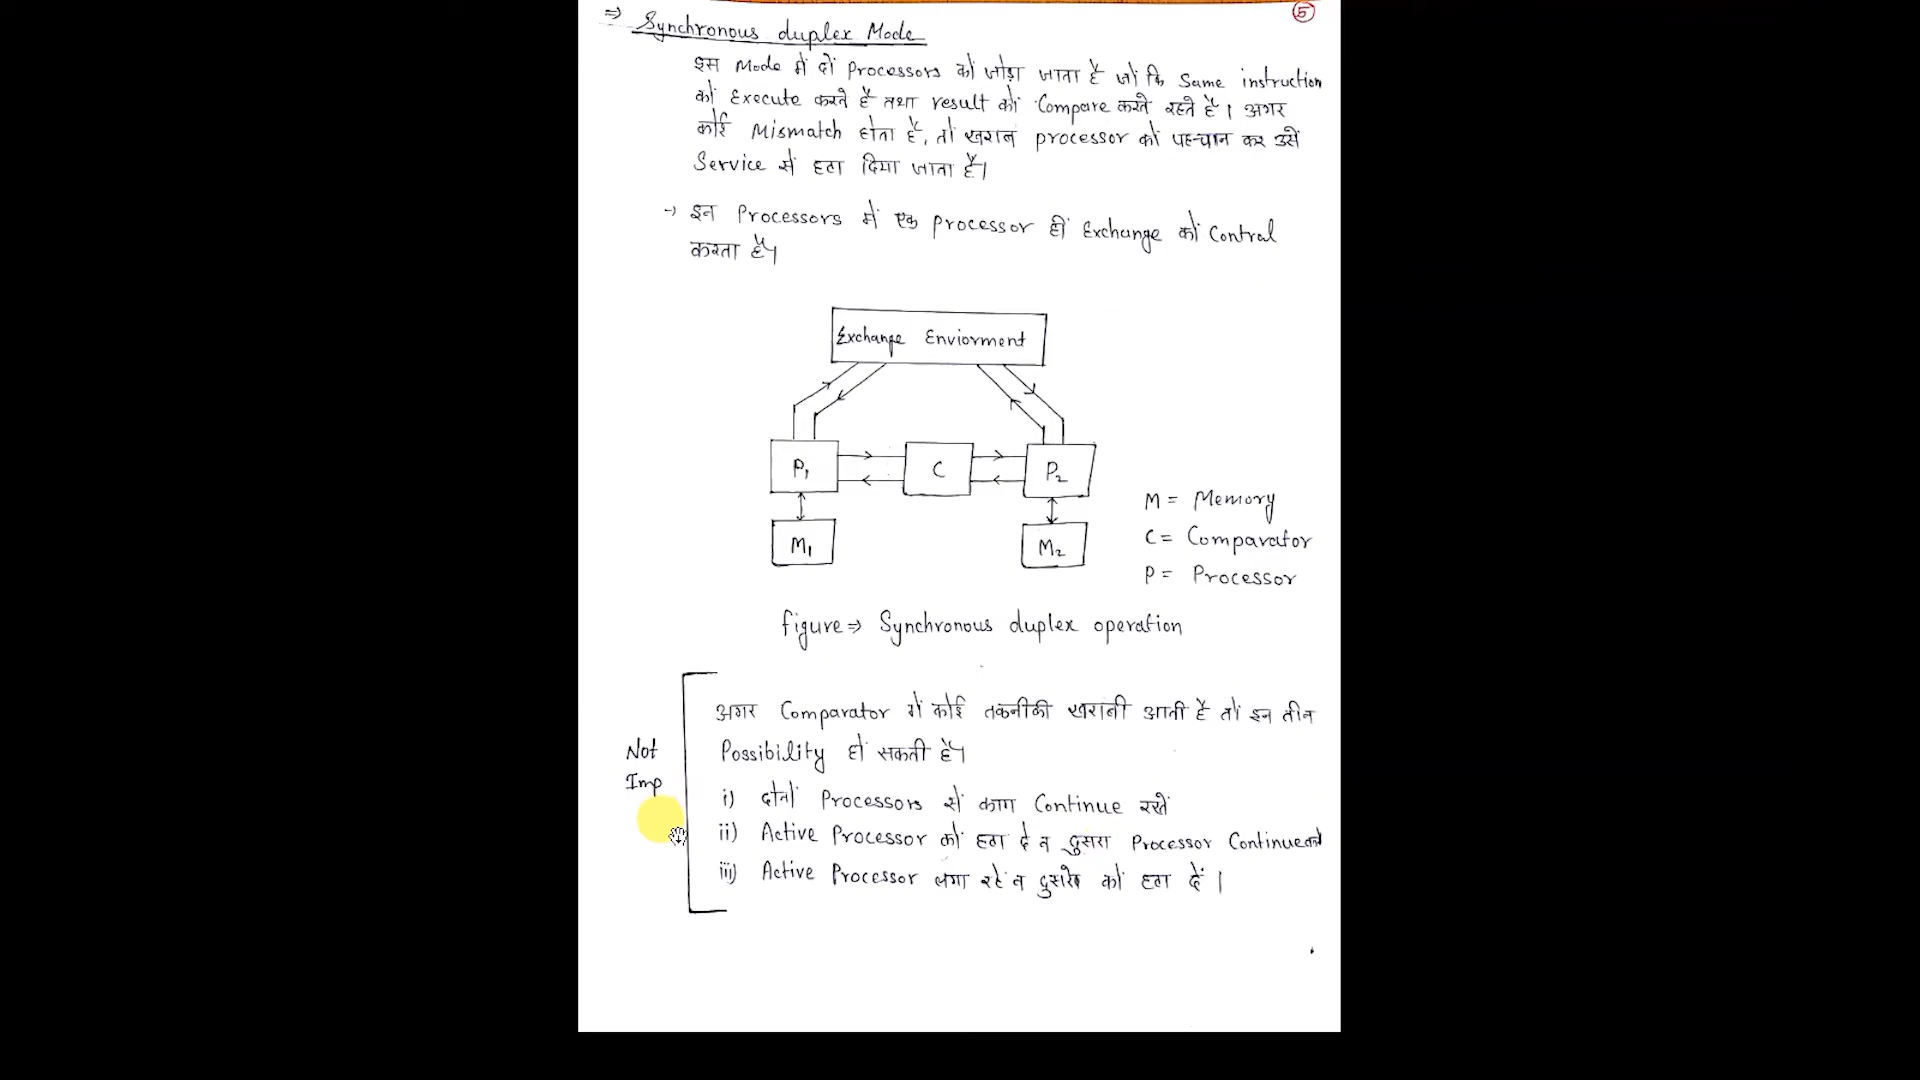 ⇒ Synchronous duplex Mode
5
इस Mode में दो Processors को जोड़ा जाता है जो कि Same instruction
को Execute करते है तथा result को Compare करते रहते है। अगर
कोई Mismatch होता है, तो खराब processor को पहचान कर उसे
Service से हटा दिया जाता है।
→ इन Processors में एक Processor ही Exchange को Contral
करता है।
Exchange Enviorment
P1 C P2
M1 M2
M = Memory
C = Comparator
P = Processor
figure ⇒ Synchronous duplex operation
अगर Comparator में कोई तकनीकी खराबी आती है तो इन तीन
Possibility हो सकती है।
Not
Imp
i) दोनों Processors से काम Continue रखें
ii) Active Processor को हटा दे व दुसरा Processor Continue करे
iii) Active Processor लगा रहे व दुसरे को हटा दें।